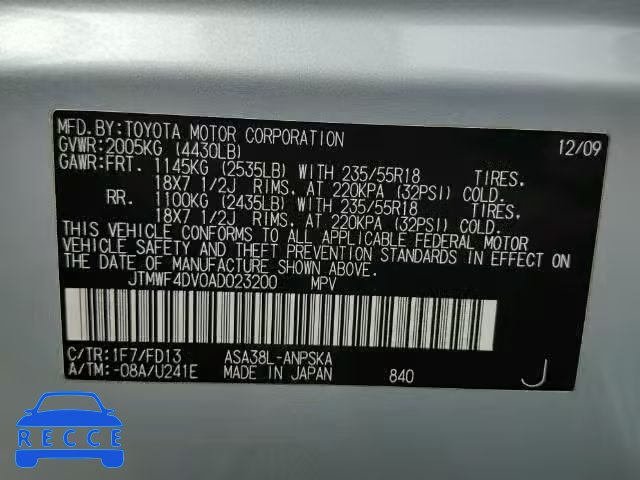 MFD.BY:TOYOTA MOTOR CORPORATION 12/09
GVWR:2005KG (4430LB)
GAWR:FRT. 1145KG (2535LB) WITH 235/55R18 TIRES.
18X7 1/2J RIMS. AT 220KPA (32PSI) COLD.
RR. 1100KG (2435LB) WITH 235/55R18 TIRES.
18X7 1/2J RIMS. AT 220KPA (32PSI) COLD.
THIS VEHICLE CONFORMS TO ALL APPLICABLE FEDERAL MOTOR
VEHICLE SAFETY AND THEFT PREVENTION STANDARDS IN EFFECT ON
THE DATE OF MANUFACTURE SHOWN ABOVE.
JTMWF4DV0AD023200 MPV
C/TR:1F7/FD13 ASA38L-ANPSKA
A/TM:-08A/U241E MADE IN JAPAN 840 J
RECCE